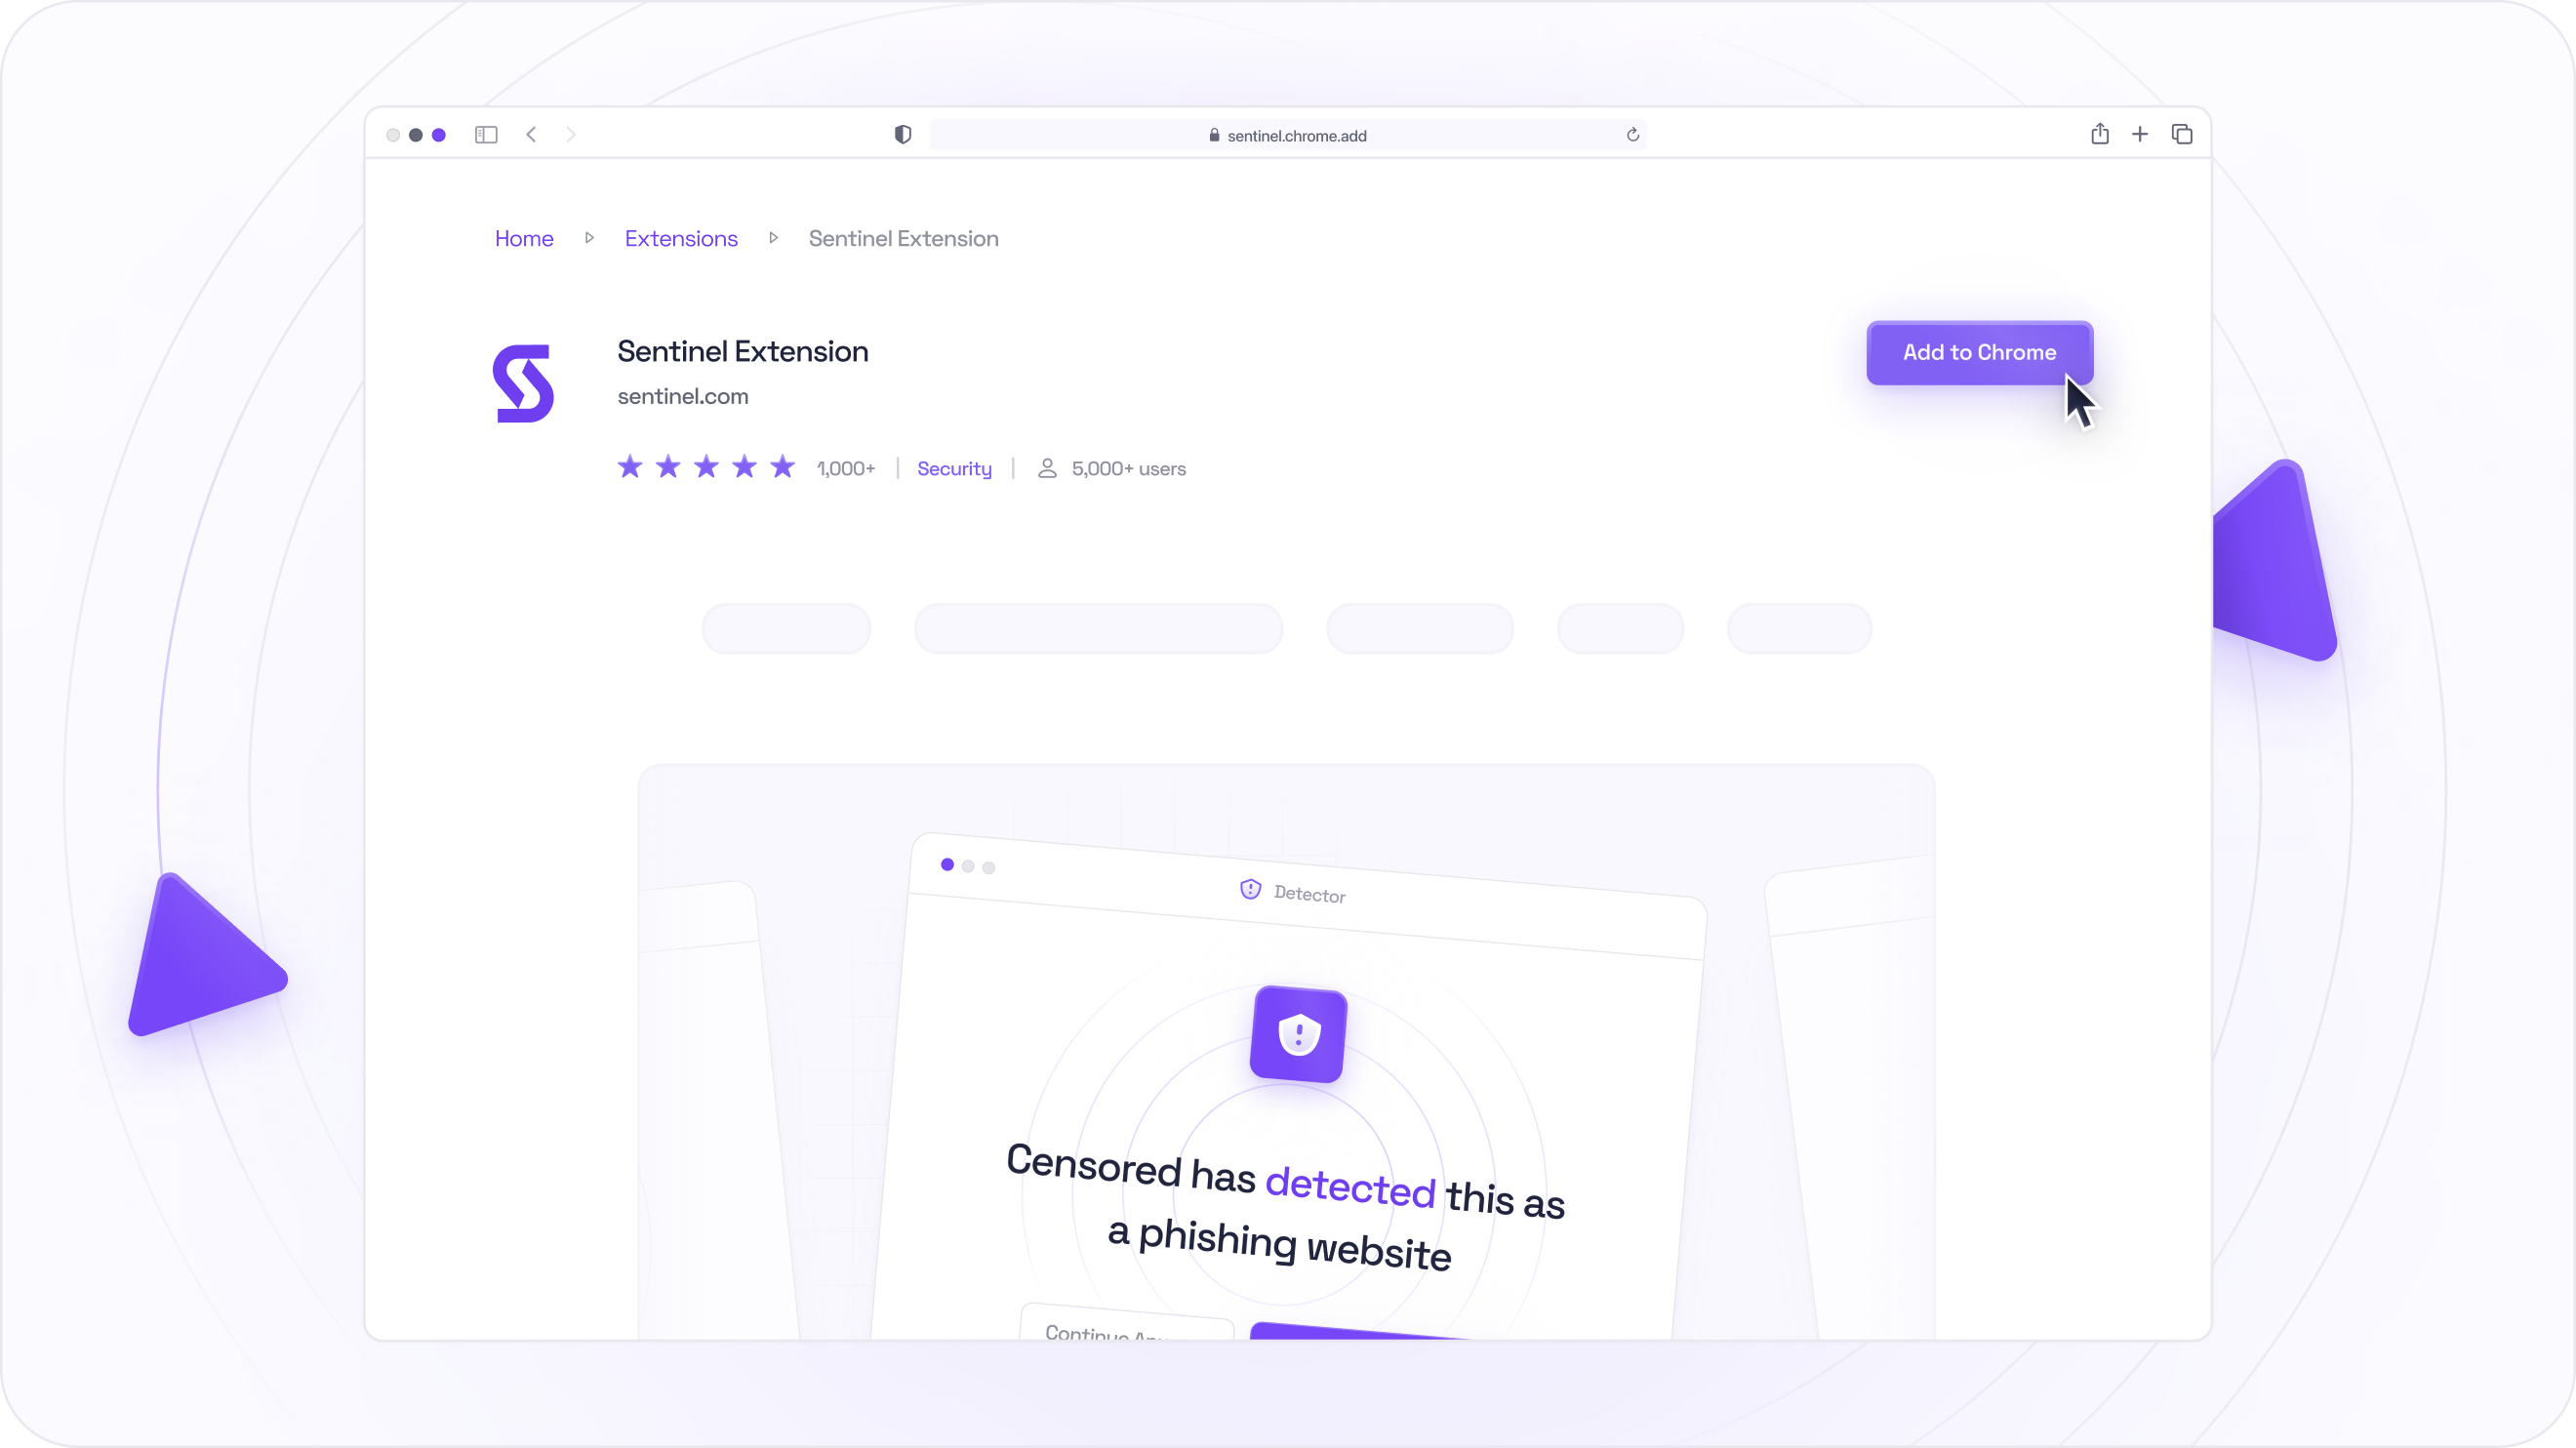 sentinel.chrome.add
Home Extensions Sentinel Extension
Sentinel Extension
Add to Chrome
sentinel.com
1,000+ | Security | 5,000+ users
Detector
Censored has detected this as
a phishing website
Continue